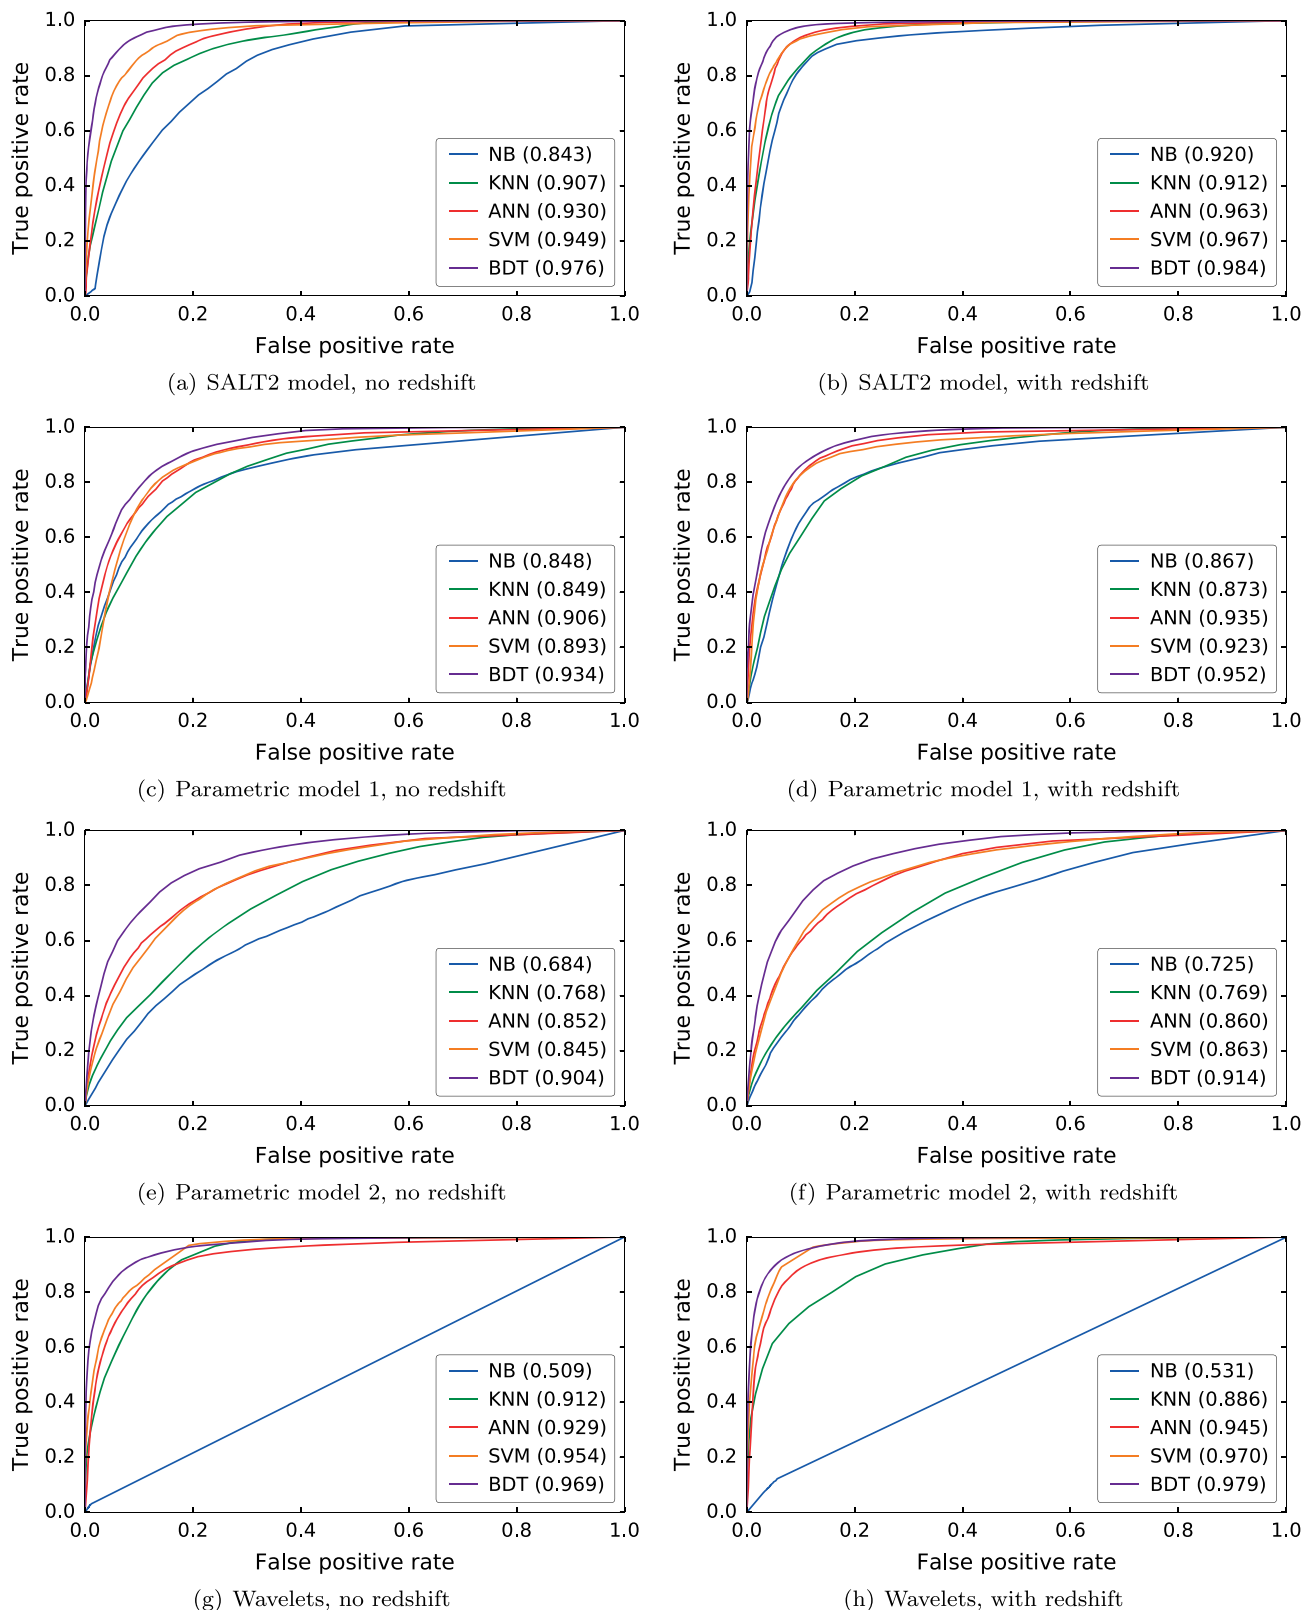 1.0
0.8
0.6
0.4
0.2
0.0
True positive rate
NB (0.843)
KNN (0.907)
ANN (0.930)
SVM (0.949)
BDT (0.976)
0.0 0.2 0.4 0.6 0.8 1.0
False positive rate
(a) SALT2 model, no redshift
1.0
0.8
0.6
0.4
0.2
0.0
True positive rate
NB (0.920)
KNN (0.912)
ANN (0.963)
SVM (0.967)
BDT (0.984)
0.0 0.2 0.4 0.6 0.8 1.0
False positive rate
(b) SALT2 model, with redshift
1.0
0.8
0.6
0.4
0.2
0.0
True positive rate
NB (0.848)
KNN (0.849)
ANN (0.906)
SVM (0.893)
BDT (0.934)
0.0 0.2 0.4 0.6 0.8 1.0
False positive rate
(c) Parametric model 1, no redshift
1.0
0.8
0.6
0.4
0.2
0.0
True positive rate
NB (0.867)
KNN (0.873)
ANN (0.935)
SVM (0.923)
BDT (0.952)
0.0 0.2 0.4 0.6 0.8 1.0
False positive rate
(d) Parametric model 1, with redshift
1.0
0.8
0.6
0.4
0.2
0.0
True positive rate
NB (0.684)
KNN (0.768)
ANN (0.852)
SVM (0.845)
BDT (0.904)
0.0 0.2 0.4 0.6 0.8 1.0
False positive rate
(e) Parametric model 2, no redshift
1.0
0.8
0.6
0.4
0.2
0.0
True positive rate
NB (0.725)
KNN (0.769)
ANN (0.860)
SVM (0.863)
BDT (0.914)
0.0 0.2 0.4 0.6 0.8 1.0
False positive rate
(f) Parametric model 2, with redshift
1.0
0.8
0.6
0.4
0.2
0.0
True positive rate
NB (0.509)
KNN (0.912)
ANN (0.929)
SVM (0.954)
BDT (0.969)
0.0 0.2 0.4 0.6 0.8 1.0
False positive rate
(g) Wavelets, no redshift
1.0
0.8
0.6
0.4
0.2
0.0
True positive rate
NB (0.531)
KNN (0.886)
ANN (0.945)
SVM (0.970)
BDT (0.979)
0.0 0.2 0.4 0.6 0.8 1.0
False positive rate
(h) Wavelets, with redshift